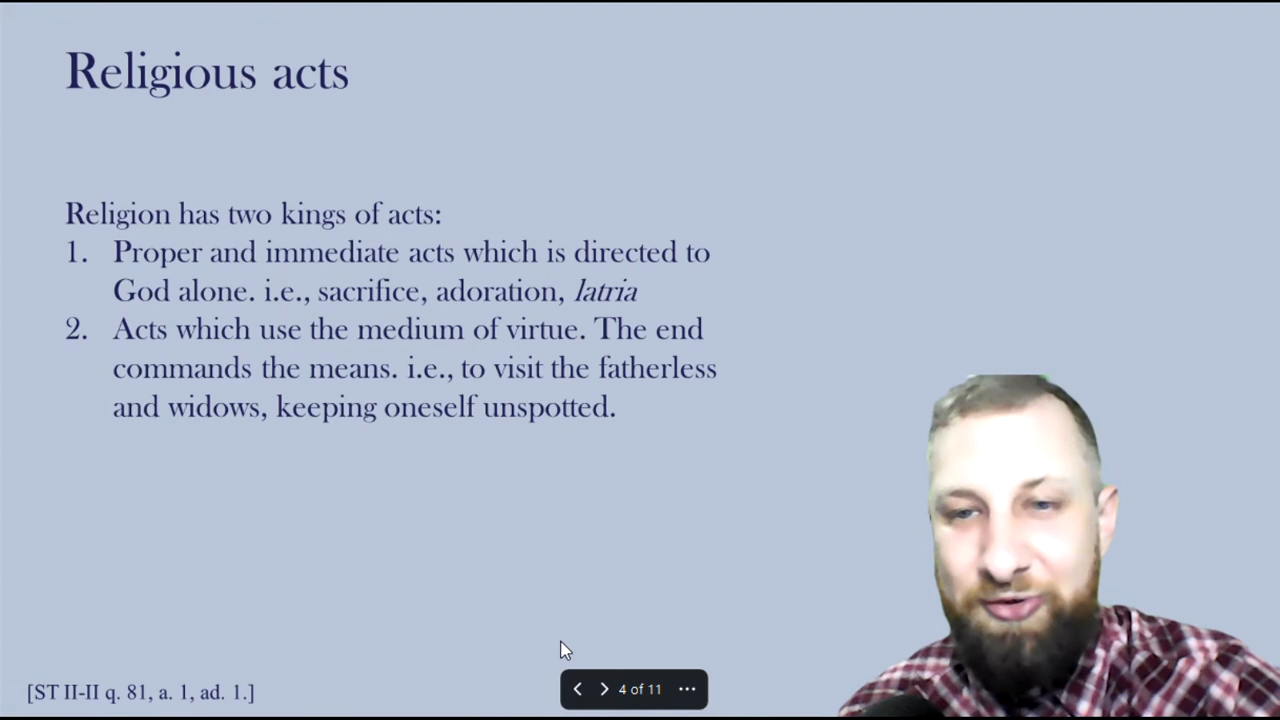 Religious acts
Religion has two kings of acts:
1. Proper and immediate acts which is directed to
God alone. i.e., sacrifice, adoration, latria
2. Acts which use the medium of virtue. The end
commands the means. i.e., to visit the fatherless
and widows, keeping oneself unspotted.
[ST II-II q. 81, a. 1, ad. 1.]
4 of 11